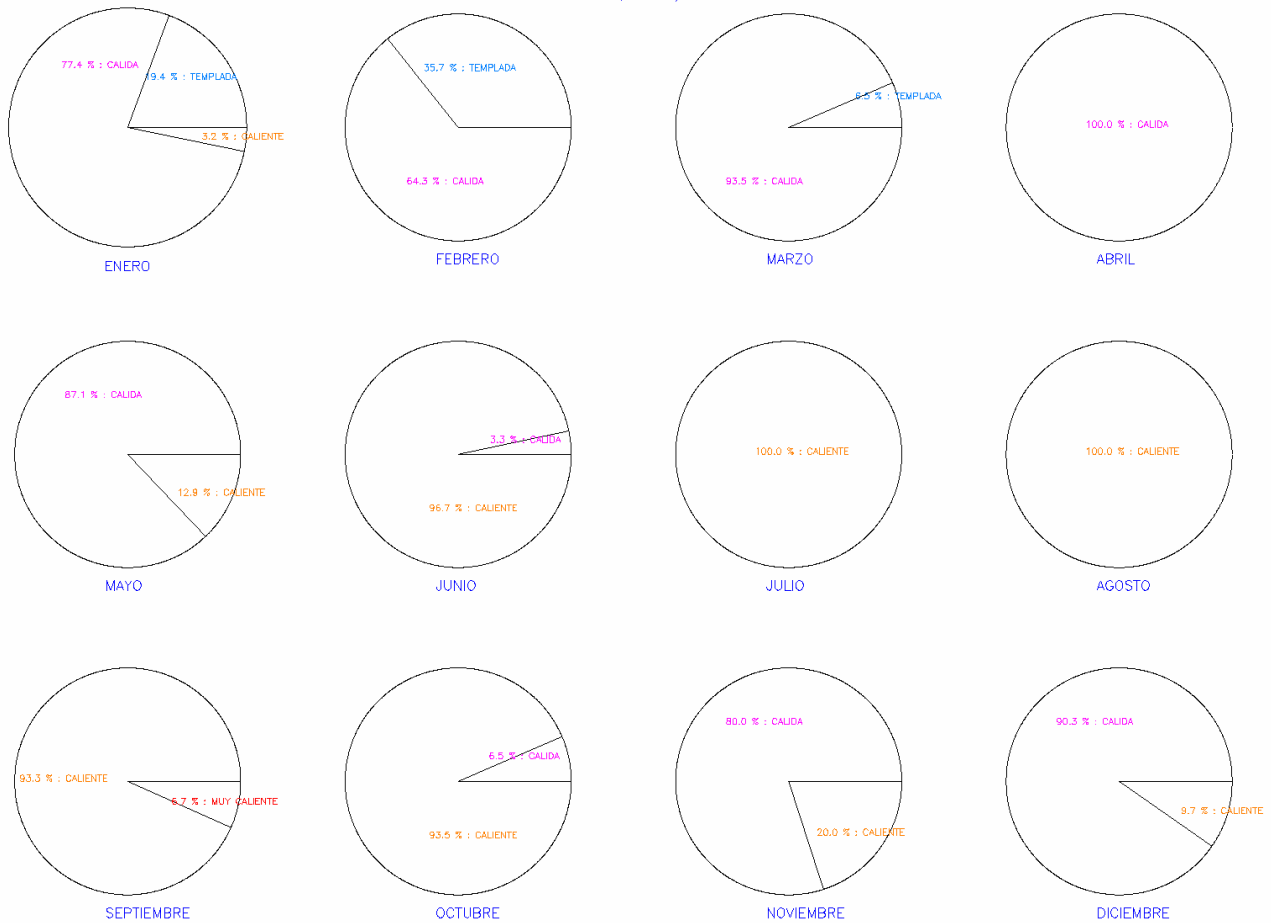 77.4 % : CALIDA
19.4 % : TEMPLADA
3.2 % : CALIENTE
ENERO
35.7 % : TEMPLADA
64.3 % : CALIDA
FEBRERO
6.5 % : TEMPLADA
93.5 % : CALIDA
MARZO
100.0 % : CALIDA
ABRIL
87.1 % : CALIDA
12.9 % : CALIENTE
MAYO
3.3 % : CALIDA
96.7 % : CALIENTE
JUNIO
100.0 % : CALIENTE
JULIO
100.0 % : CALIENTE
AGOSTO
93.3 % : CALIENTE
6.7 % : MUY CALIENTE
SEPTIEMBRE
6.5 % : CALIDA
93.5 % : CALIENTE
OCTUBRE
80.0 % : CALIDA
20.0 % : CALIENTE
NOVIEMBRE
90.3 % : CALIDA
9.7 % : CALIENTE
DICIEMBRE